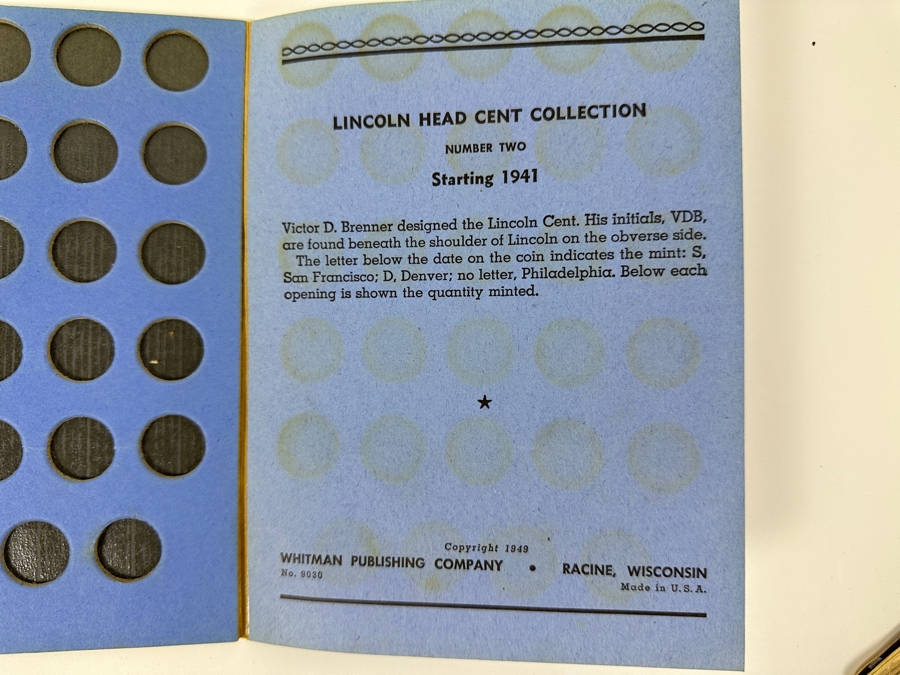 LINCOLN HEAD CENT COLLECTION
NUMBER TWO
Starting 1941
Victor D. Brenner designed the Lincoln Cent. His initials, VDB,
are found beneath the shoulder of Lincoln on the obverse side.
The letter below the date on the coin indicates the mint: S,
San Francisco; D, Denver; no letter, Philadelphia. Below each
opening is shown the quantity minted.
Copyright 1949
WHITMAN PUBLISHING COMPANY • RACINE, WISCONSIN
No. 9030 Made in U. S. A.